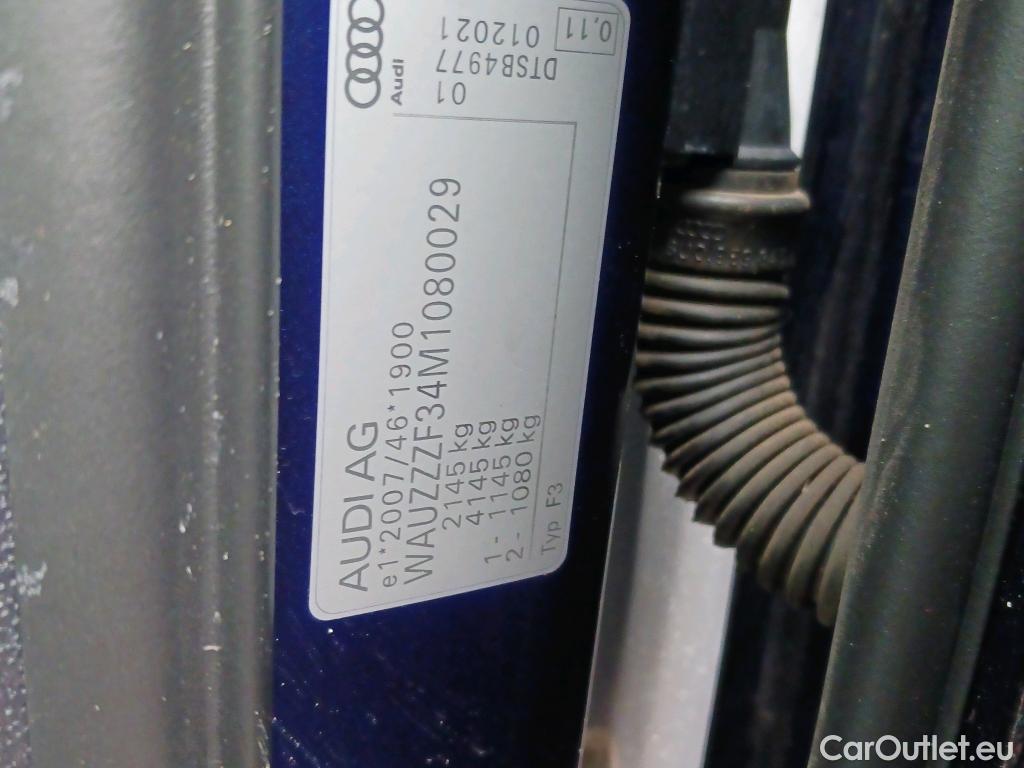 AUDI AG
e1*2007/46*1900
WAUZZZF34M1080029
2145 kg
4145 kg
1 - 1145 kg
2 - 1080 kg
Typ F3
Audi
01
DTSB4977
012021
0,11
CarOutlet.eu